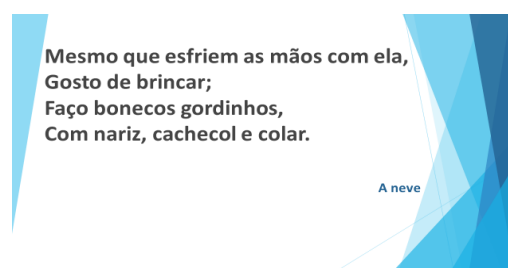 Mesmo que esfriem as mãos com ela,
Gosto de brincar;
Faço bonecos gordinhos,
Com nariz, cachecol e colar.
A neve